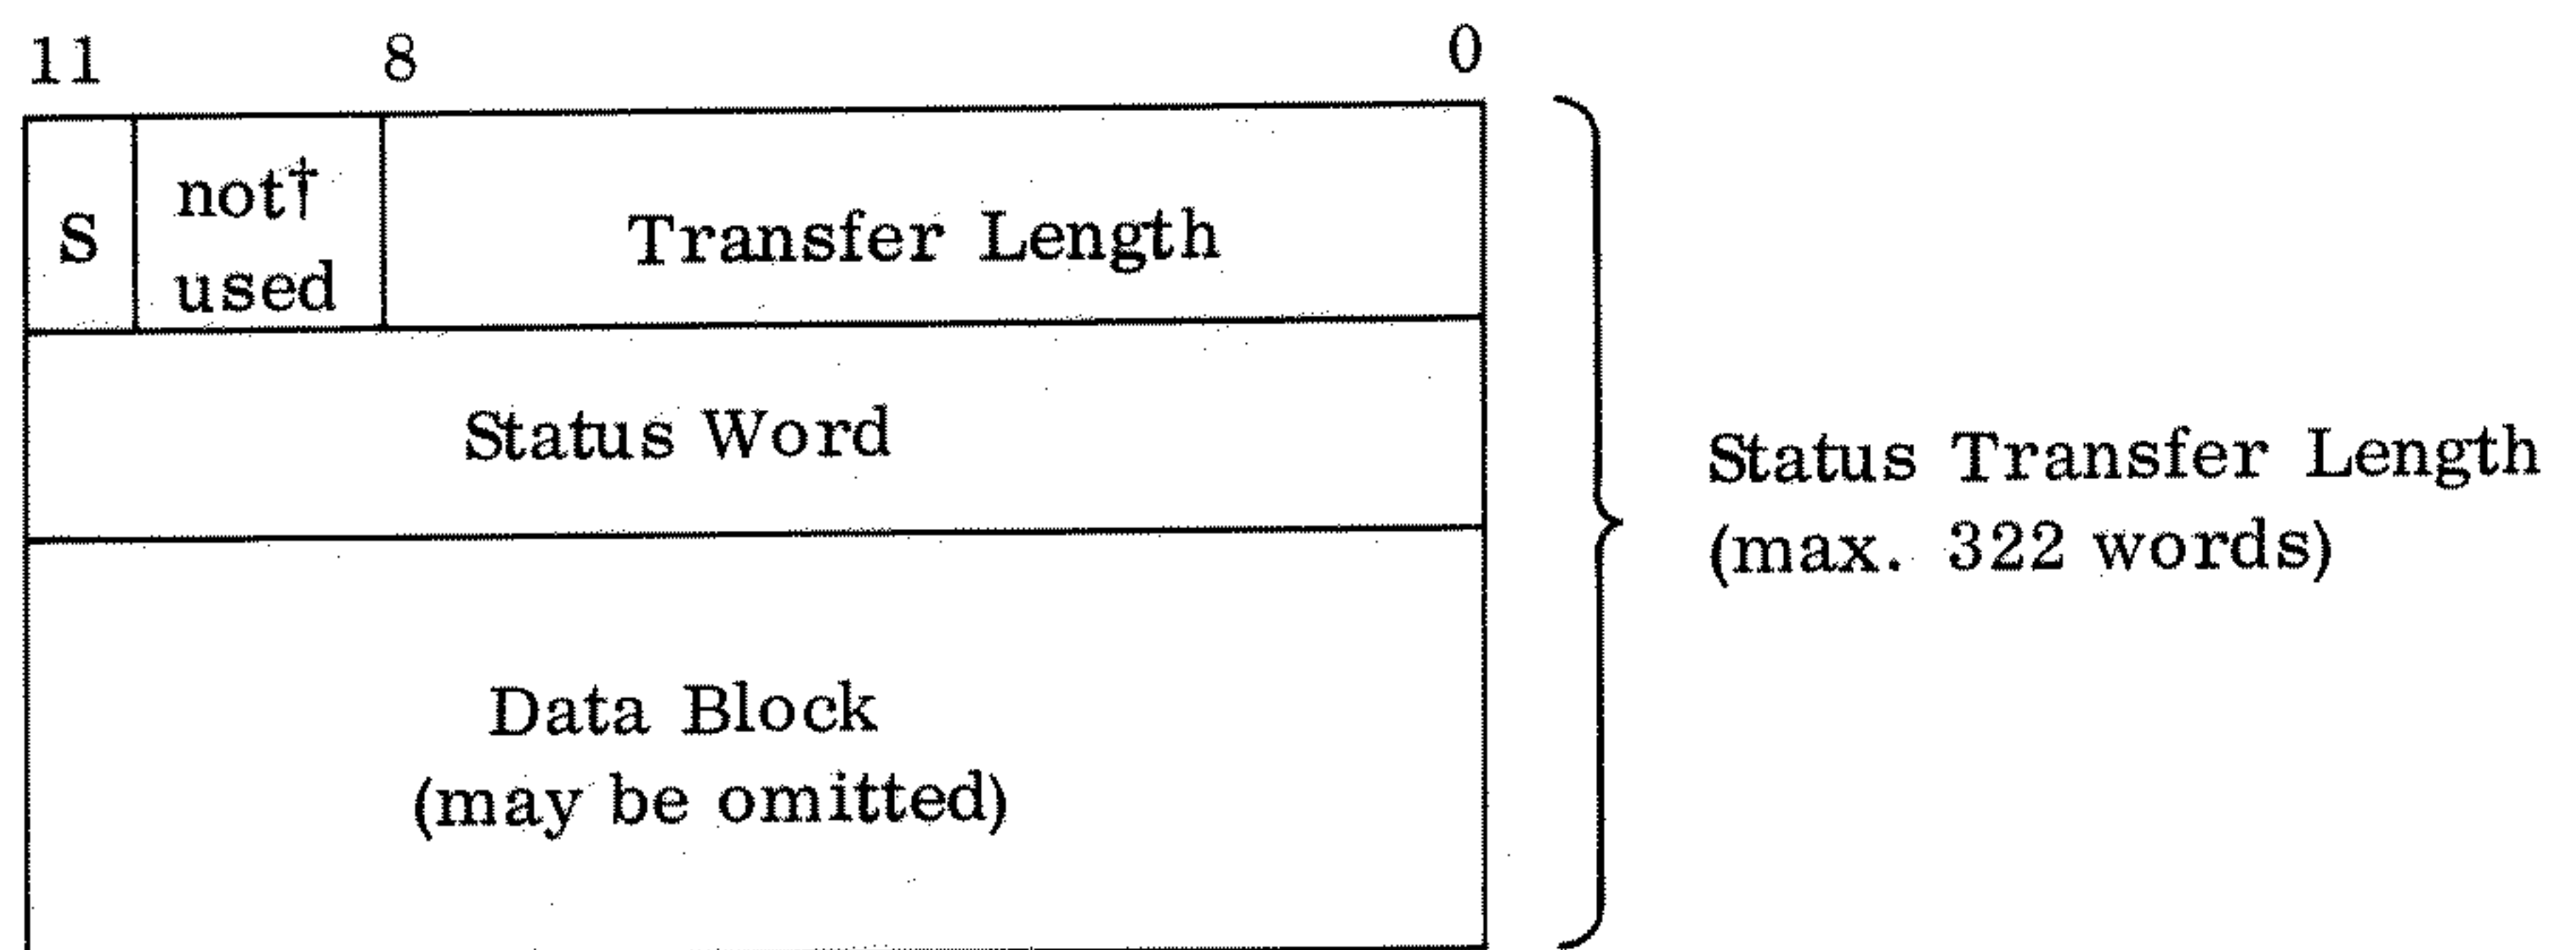 11 8 0
S
not†
used
Transfer Length
Status Word
Data Block
(may be omitted)
Status Transfer Length
(max. 322 words)